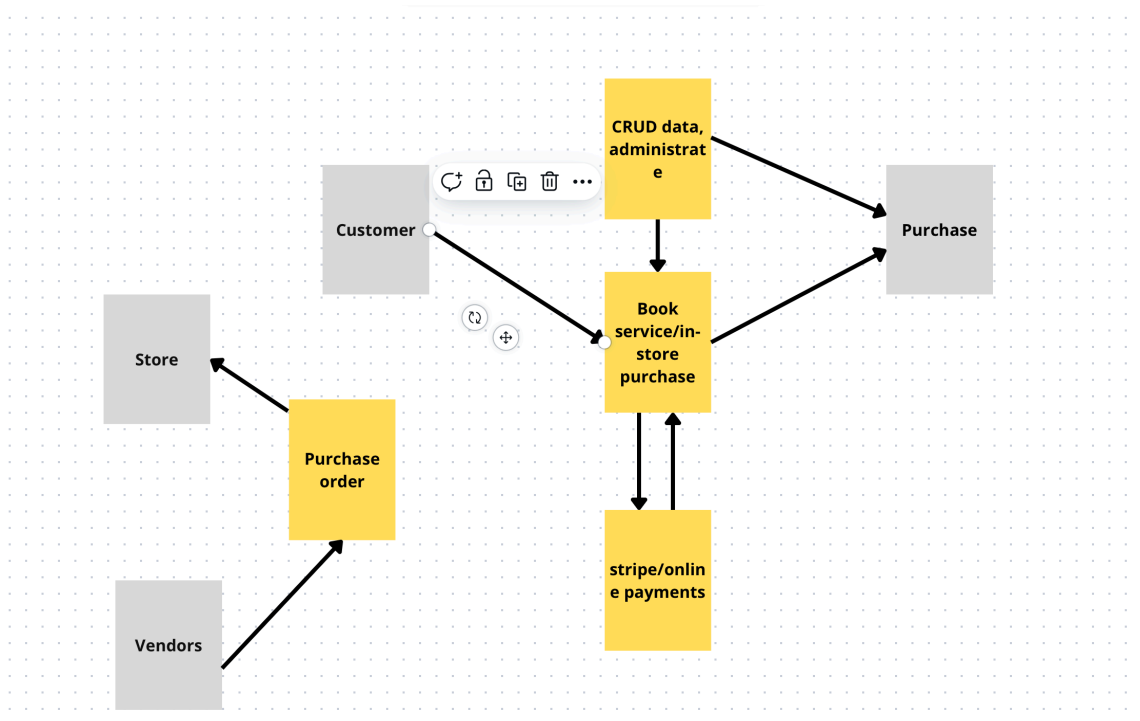 CRUD data,
administrat
e
Customer
Purchase
Book
service/in-
store
purchase
Store
Purchase
order
stripe/onlin
e payments
Vendors